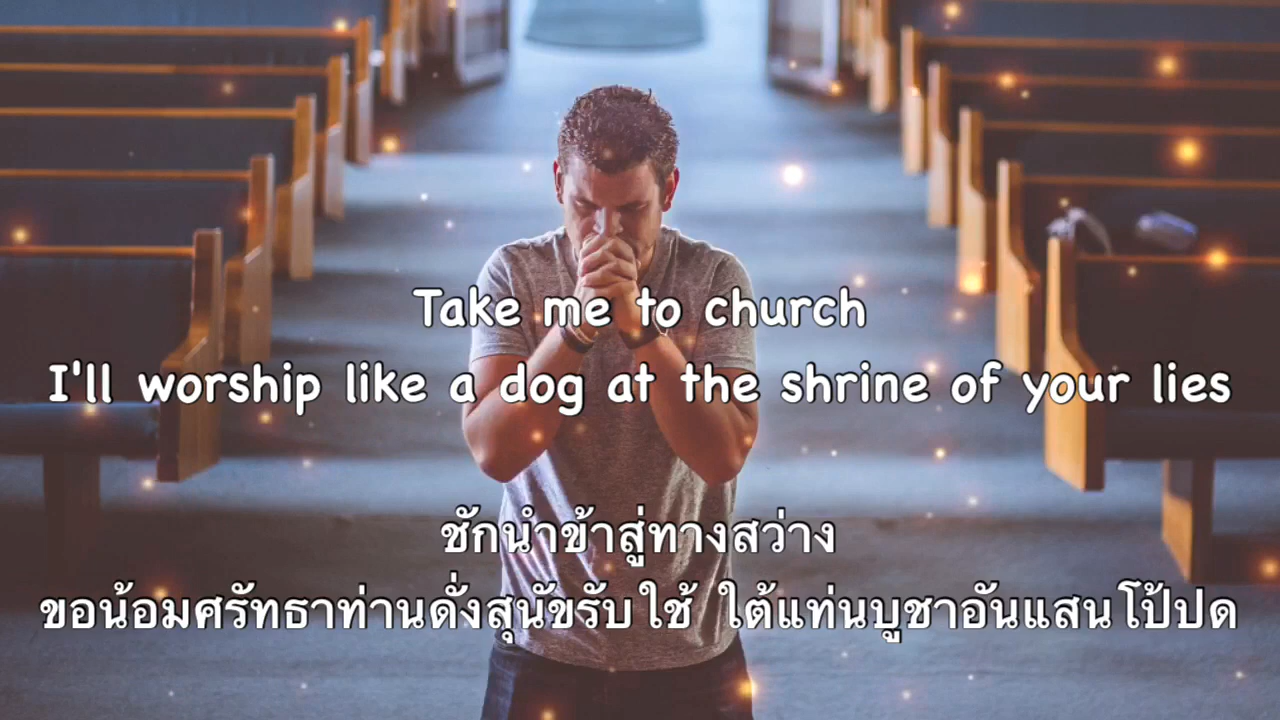 Take me to church
I'll worship like a dog at the shrine of your lies
ชักนำข้าสู่ทางสว่าง
ขอน้อมศรัทธาท่านดั่งสุนัขรับใช้ ใต้แท่นบูชาอันแสนโป้ปด